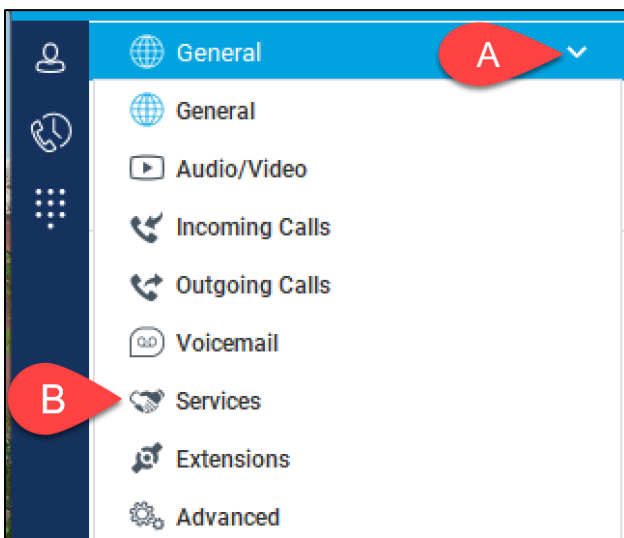 General A
General
Audio/Video
Incoming Calls
Outgoing Calls
Voicemail
B Services
Extensions
Advanced